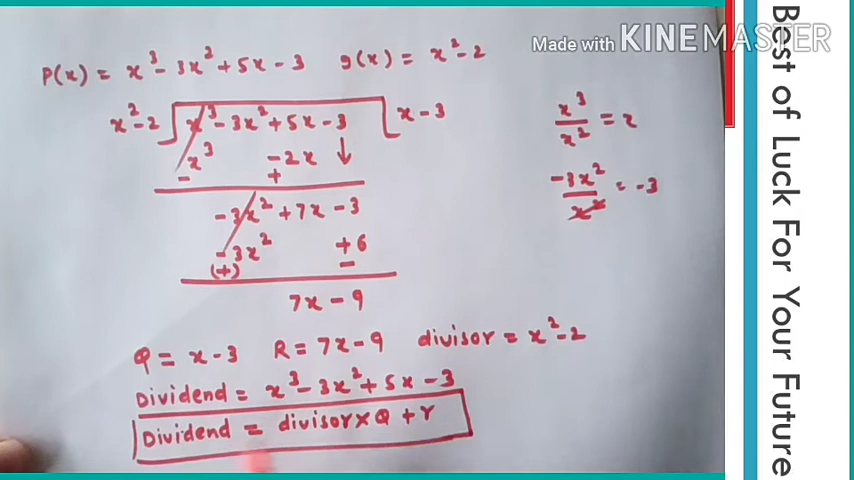 P(x) = x³ - 3x² + 5x - 3   g(x) = x² - 2
Made with KINEMASTER
x² - 2   x³ - 3x² + 5x - 3   x - 3
x³   -2x ↓
-   +
-3x² + 7x - 3
-3x²   +6
(+)   -
7x - 9
x³/x² = x
-3x²/x² = -3
Q = x - 3   R = 7x - 9   divisor = x² - 2
Dividend = x³ - 3x² + 5x - 3
Dividend = divisor x Q + r
Best of Luck For Your Future